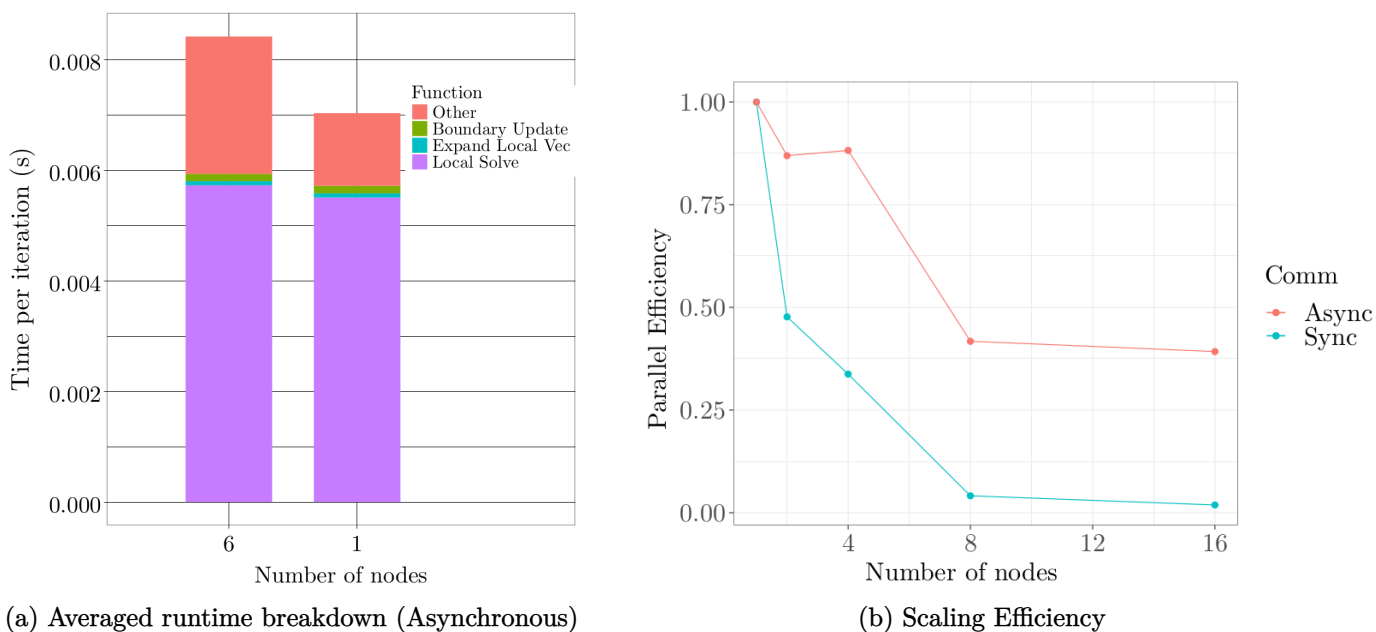 0.008
0.006
0.004
0.002
0.000
Time per iteration (s)
6
1
Number of nodes
Function
Other
Boundary Update
Expand Local Vec
Local Solve
(a) Averaged runtime breakdown (Asynchronous)
1.00
0.75
0.50
0.25
0.00
Parallel Efficiency
4
8
12
16
Number of nodes
Comm
Async
Sync
(b) Scaling Efficiency